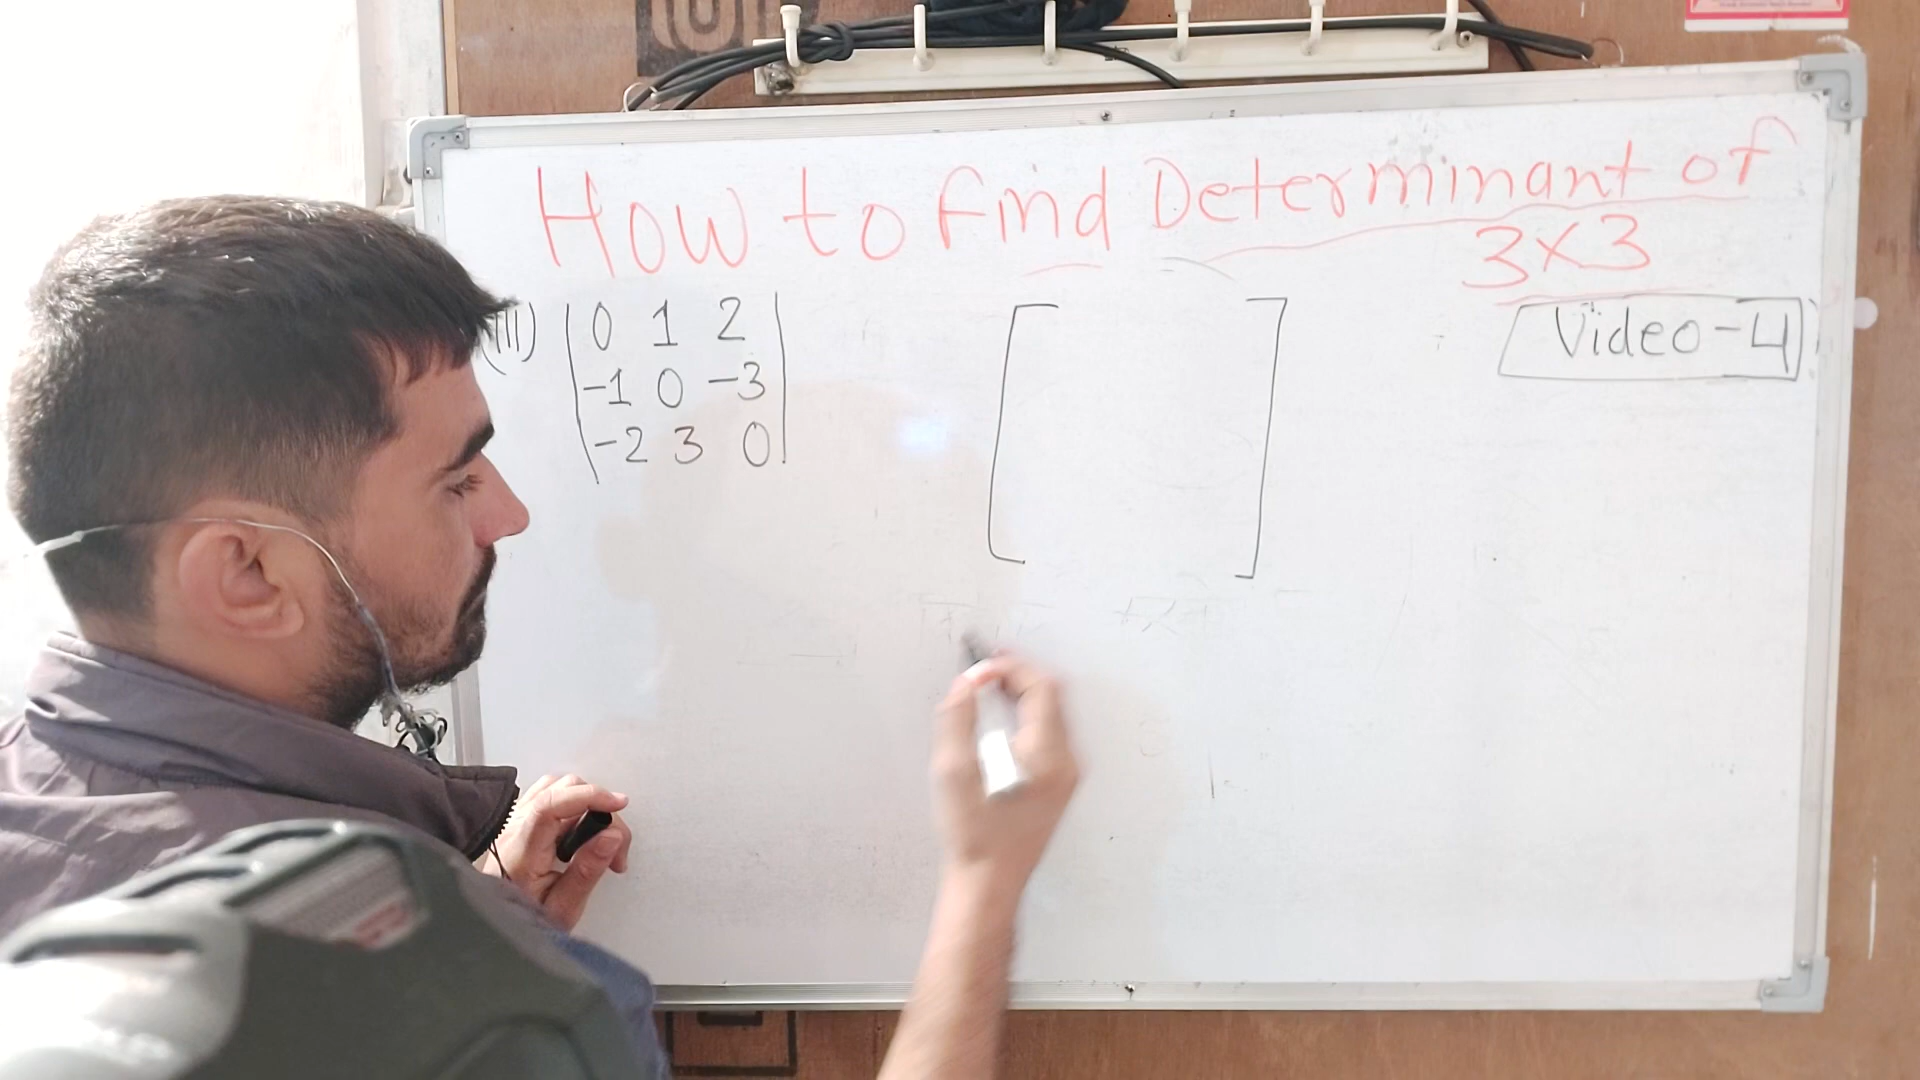 How to Find Determinant of
3×3
(iii) | 0 1 2 |
| -1 0 -3 |
| -2 3 0 |
Video-4